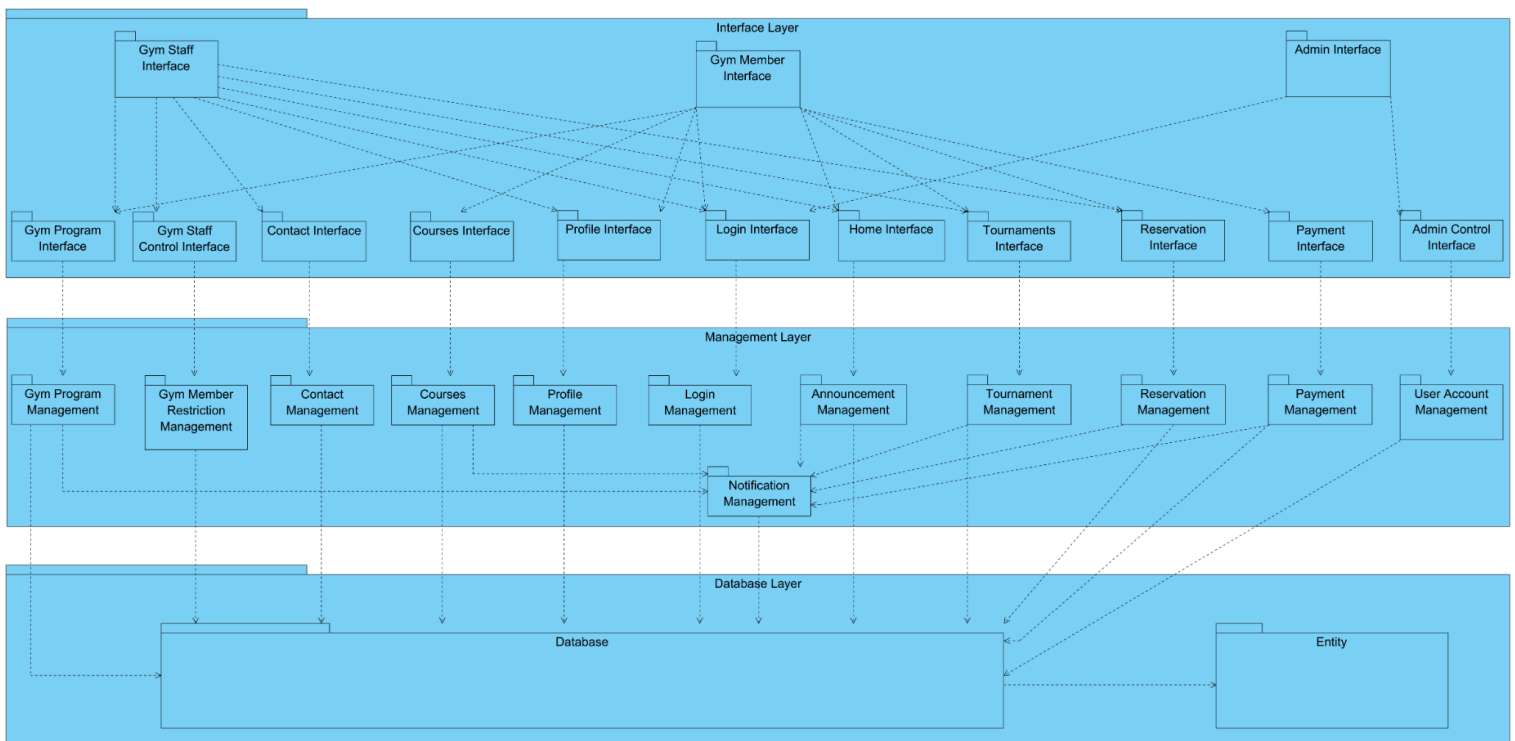 Interface Layer
Gym Staff
Interface
Gym Member
Interface
Admin Interface
Gym Program
Interface
Gym Staff
Control Interface
Contact Interface
Courses Interface
Profile Interface
Login Interface
Home Interface
Tournaments
Interface
Reservation
Interface
Payment
Interface
Admin Control
Interface
Management Layer
Gym Program
Management
Gym Member
Restriction
Management
Contact
Management
Courses
Management
Profile
Management
Login
Management
Announcement
Management
Tournament
Management
Reservation
Management
Payment
Management
User Account
Management
Notification
Management
Database Layer
Database
Entity